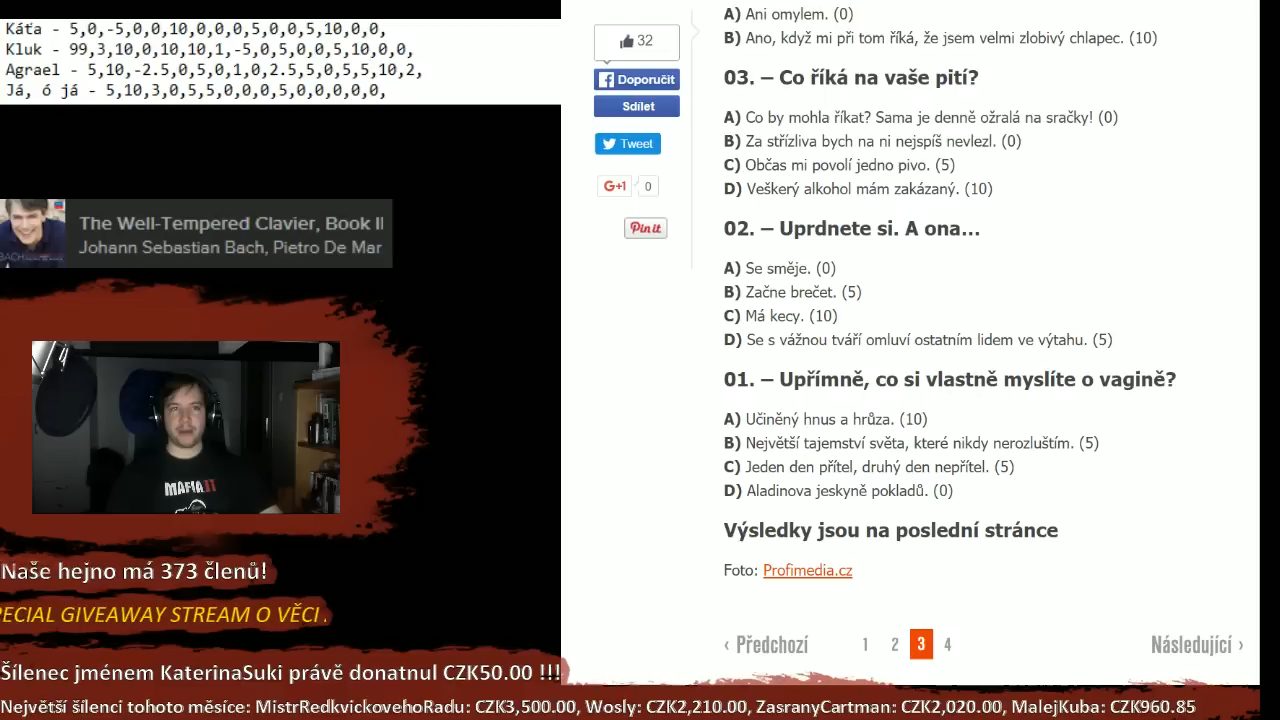 Káťa - 5,0,-5,0,0,10,0,0,0,5,0,0,5,10,0,0,
Kluk - 99,3,10,0,10,10,1,-5,0,5,0,0,5,10,0,0,
Agrael - 5,10,-2.5,0,5,0,1,0,2.5,5,0,5,5,10,2,
Já, ó já - 5,10,3,0,5,5,0,0,0,5,0,0,0,0,0,
The Well-Tempered Clavier, Book II
Johann Sebastian Bach, Pietro De Mar
BACH
MAFIA II
Naše hejno má 373 členů!
PECIAL GIVEAWAY STREAM O VĚCI .
Šílenec jménem KaterinaSuki právě donatnul CZK50.00 !!!
Největší šílenci tohoto měsíce: MistrRedkvickovehoRadu: CZK3,500.00, Wosly: CZK2,210.00, ZasranyCartman: CZK2,020.00, MalejKuba: CZK960.85
32
Doporučit
Sdílet
Tweet
G+1 0
Pin it
A) Ani omylem. (0)
B) Ano, když mi při tom říká, že jsem velmi zlobivý chlapec. (10)
03. – Co říká na vaše pití?
A) Co by mohla říkat? Sama je denně ožralá na sračky! (0)
B) Za střízliva bych na ni nejspíš nevlezl. (0)
C) Občas mi povolí jedno pivo. (5)
D) Veškerý alkohol mám zakázaný. (10)
02. – Uprdnete si. A ona…
A) Se směje. (0)
B) Začne brečet. (5)
C) Má kecy. (10)
D) Se s vážnou tváří omluví ostatním lidem ve výtahu. (5)
01. – Upřímně, co si vlastně myslíte o vagině?
A) Učiněný hnus a hrůza. (10)
B) Největší tajemství světa, které nikdy nerozluštím. (5)
C) Jeden den přítel, druhý den nepřítel. (5)
D) Aladinova jeskyně pokladů. (0)
Výsledky jsou na poslední stránce
Foto: Profimedia.cz
‹ Předchozí 1 2 3 4 Následující ›